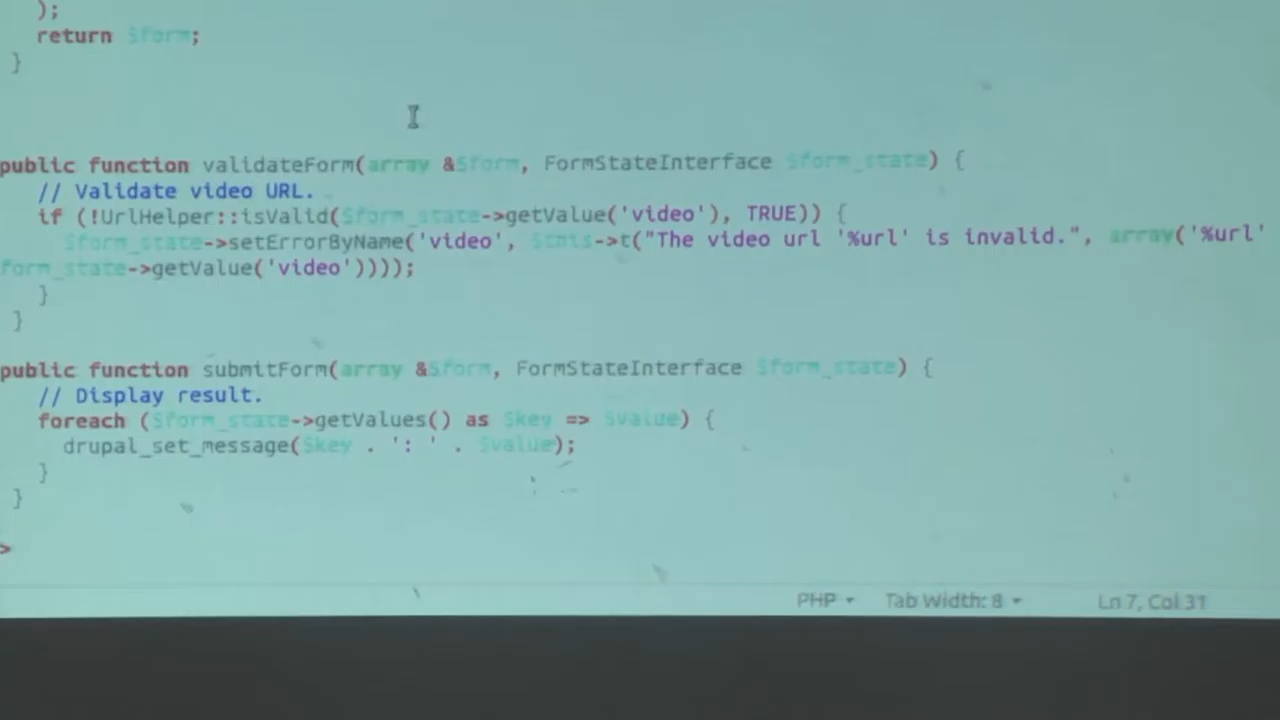 );
return $form;
}
public function validateForm(array &$form, FormStateInterface $form_state) {
// Validate video URL.
if (!UrlHelper::isValid($form_state->getValue('video'), TRUE)) {
$form_state->setErrorByName('video', $this->t("The video url '%url' is invalid.", array('%url'
form_state->getValue('video'))));
}
}
public function submitForm(array &$form, FormStateInterface $form_state) {
// Display result.
foreach ($form_state->getValues() as $key => $value) {
drupal_set_message($key . ': ' . $value);
}
}
>
PHP Tab Width: 8 Ln 7, Col 31